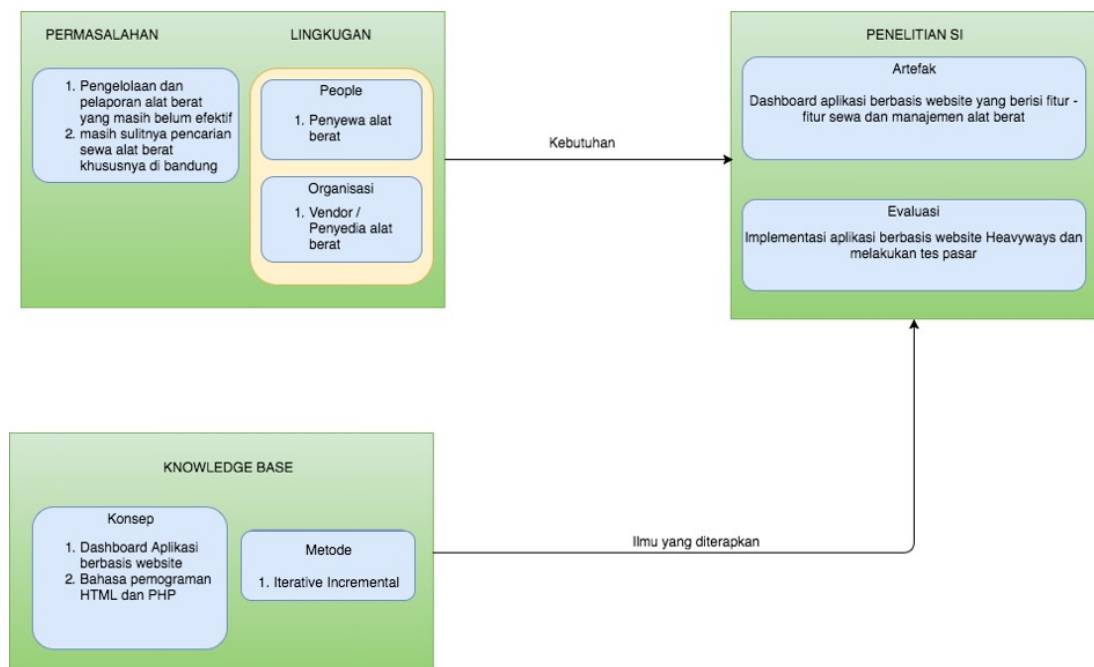 PERMASALAHAN
1. Pengelolaan dan
pelaporan alat berat
yang masih belum efektif
2. masih sulitnya pencarian
sewa alat berat
khususnya di bandung
LINGKUGAN
People
1. Penyewa alat
berat
Organisasi
1. Vendor /
Penyedia alat
berat
Kebutuhan
PENELITIAN SI
Artefak
Dashboard aplikasi berbasis website yang berisi fitur -
fitur sewa dan manajemen alat berat
Evaluasi
Implementasi aplikasi berbasis website Heavyways dan
melakukan tes pasar
KNOWLEDGE BASE
Konsep
1. Dashboard Aplikasi
berbasis website
2. Bahasa pemograman
HTML dan PHP
Metode
1. Iterative Incremental
Ilmu yang diterapkan